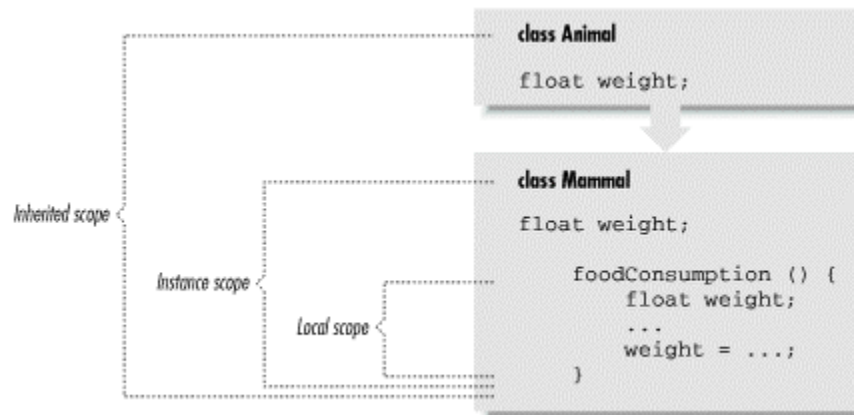 class Animal
float weight;
class Mammal
Inherited scope
float weight;
Instance scope
foodConsumption () {
float weight;
Local scope
...
weight = ...;
}